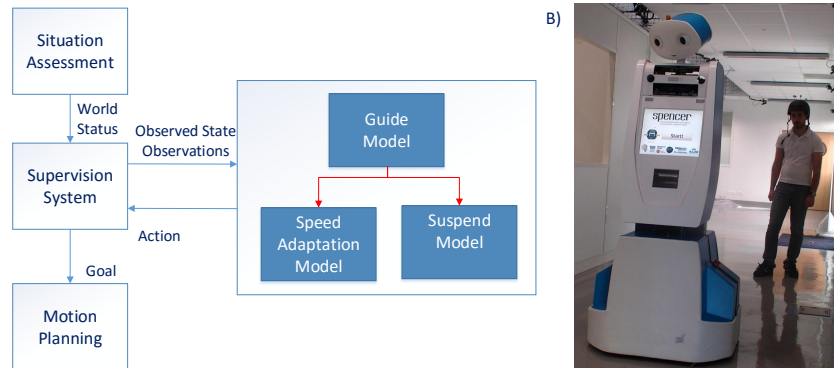 Situation
Assessment
World
Status
Observed State
Observations
Supervision
System
Action
Goal
Motion
Planning
Guide
Model
Speed
Adaptation
Model
Suspend
Model
B)
spencer
Start!